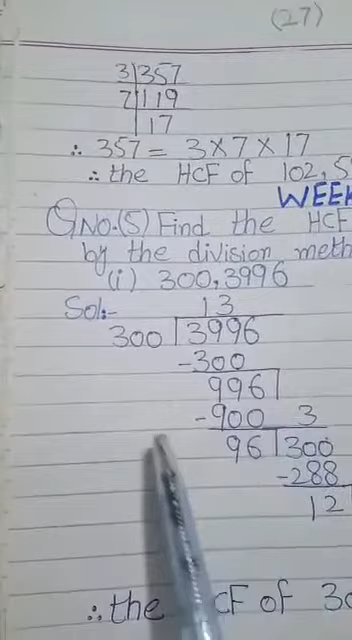 (27)
3 357
7 119
17
∴ 357 = 3×7×17
∴ the HCF of 102, 5
WEEK
QNO.(5) Find the HCF
by the division meth
(i) 300, 3996
Sol:- 13
300 3996
-300
996
-900 3
96 300
-288
12
∴ the CF of 30